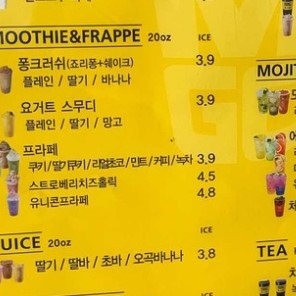 MOOTHIE&FRAPPE 20oz ICE
퐁크러쉬(죠리퐁+쉐이크) 3,9
플레인 / 딸기 / 바나나
요거트 스무디
플레인 / 딸기 / 망고
프라페
쿠키/딸기쿠키/리얼초코/민트/커피/녹차 3,9
스트로베리치즈홀릭 4.5
유니콘프라페 4.8
UICE 20oz ICE
딸기 / 딸바 / 초바 / 오곡바나나 3.8
MOJIT
TEA